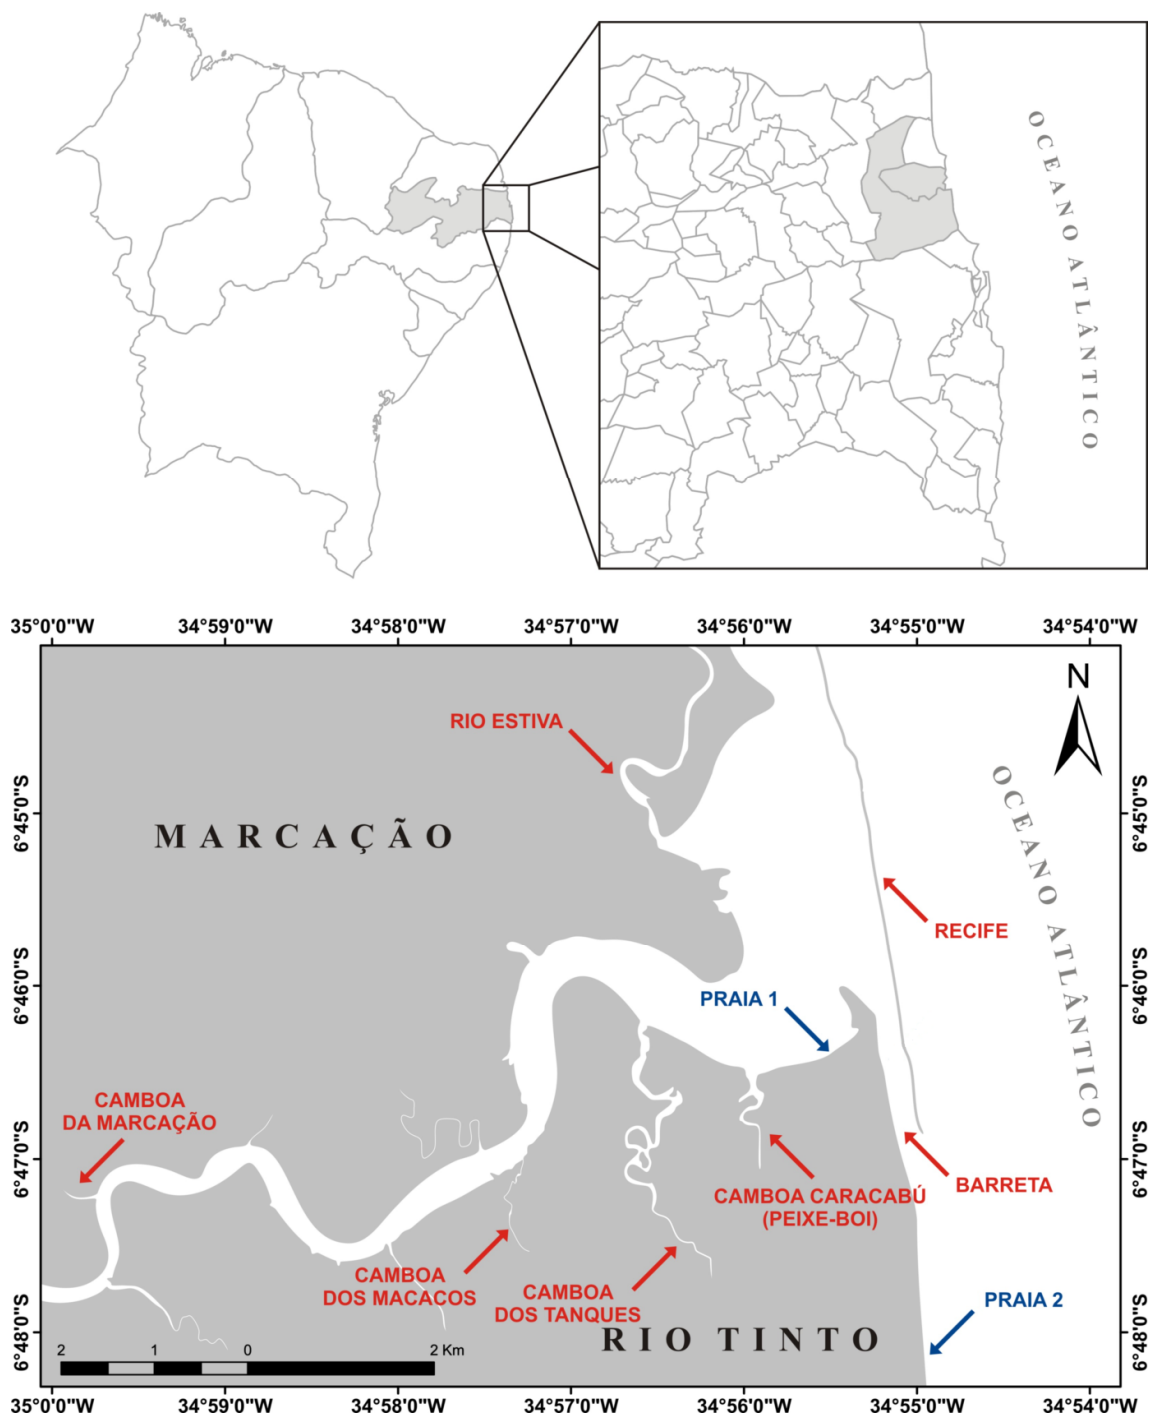 OCEANO ATLÂNTICO
35°0'0"W 34°59'0"W 34°58'0"W 34°57'0"W 34°56'0"W 34°55'0"W 34°54'0"W
N
RIO ESTIVA
OCEANO ATLÂNTICO
6°45'0"S 6°45'0"S
MARCAÇÃO
RECIFE
6°46'0"S 6°46'0"S
PRAIA 1
CAMBOA
DA MARCAÇÃO
6°47'0"S 6°47'0"S
BARRETA
CAMBOA CARACABÚ
(PEIXE-BOI)
CAMBOA
DOS MACACOS
CAMBOA
DOS TANQUES
PRAIA 2
RIO TINTO
6°48'0"S 6°48'0"S
2 1 0 2 Km
35°0'0"W 34°59'0"W 34°58'0"W 34°57'0"W 34°56'0"W 34°55'0"W 34°54'0"W